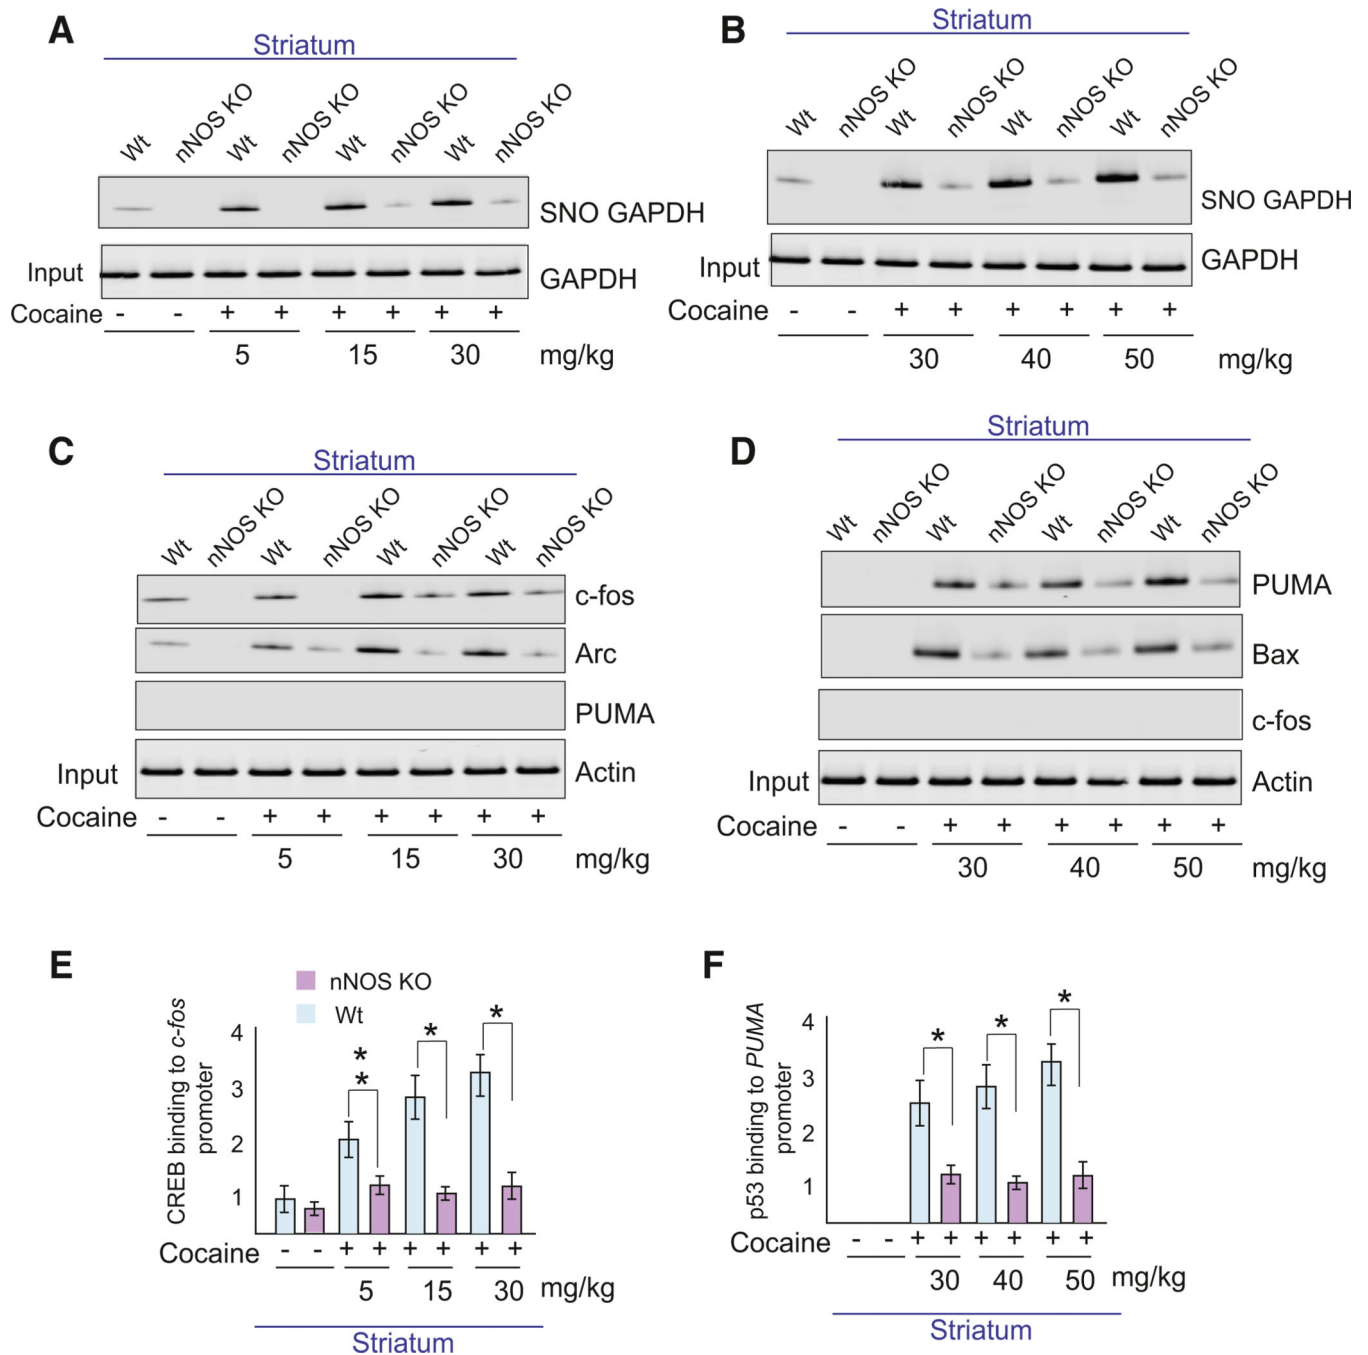 A
Striatum
Wt nNOS KO Wt nNOS KO Wt nNOS KO Wt nNOS KO
SNO GAPDH
Input GAPDH
Cocaine - - + + + + + +
5 15 30 mg/kg
B
Striatum
Wt nNOS KO Wt nNOS KO Wt nNOS KO Wt nNOS KO
SNO GAPDH
Input GAPDH
Cocaine - - + + + + + +
30 40 50 mg/kg
C
Striatum
Wt nNOS KO Wt nNOS KO Wt nNOS KO Wt nNOS KO
c-fos
Arc
PUMA
Input Actin
Cocaine - - + + + + + +
5 15 30 mg/kg
D
Striatum
Wt nNOS KO Wt nNOS KO Wt nNOS KO Wt nNOS KO
PUMA
Bax
c-fos
Input Actin
Cocaine - - + + + + + +
30 40 50 mg/kg
E
nNOS KO
Wt
CREB binding to c-fos
promoter
4
3
2
1
*
*
*
*
Cocaine - - + + + + + +
5 15 30 mg/kg
Striatum
F
p53 binding to PUMA
promoter
4
3
2
1
*
*
*
Cocaine - - + + + + + +
30 40 50 mg/kg
Striatum